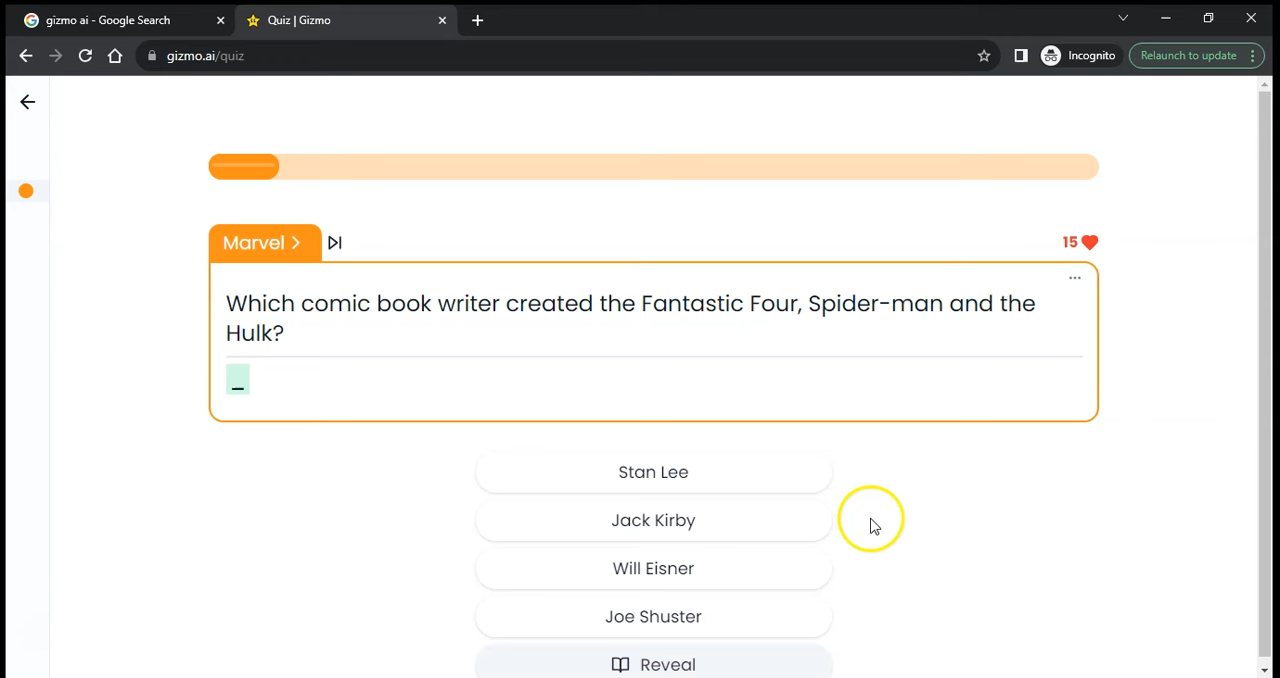 gizmo ai - Google Search
Quiz | Gizmo
gizmo.ai/quiz
Incognito
Relaunch to update
Marvel >
15
Which comic book writer created the Fantastic Four, Spider-man and the
Hulk?
_
Stan Lee
Jack Kirby
Will Eisner
Joe Shuster
Reveal